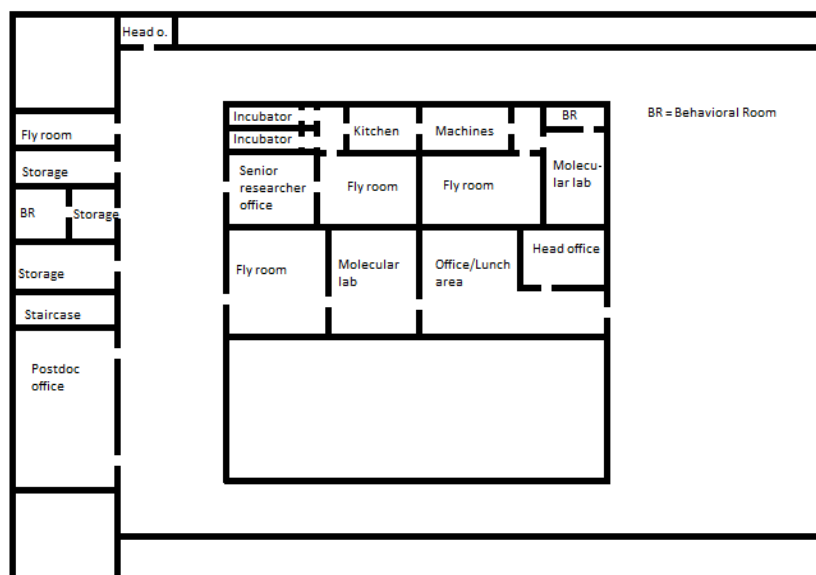 Head o.
Incubator
Incubator
Kitchen
Machines
BR
BR = Behavioral Room
Fly room
Storage
BR
Storage
Storage
Staircase
Postdoc
office
Senior
researcher
office
Fly room
Fly room
Molecu-
lar lab
Fly room
Molecular
lab
Office/Lunch
area
Head office